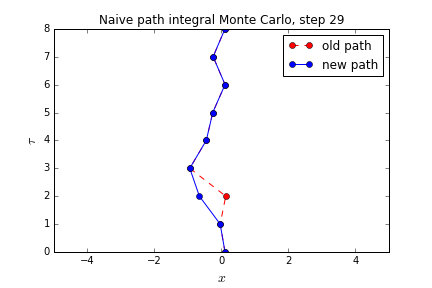 Naive path integral Monte Carlo, step 29
8
7
6
5
4
3
2
1
0
τ
old path
new path
−4
−2
0
2
4
x